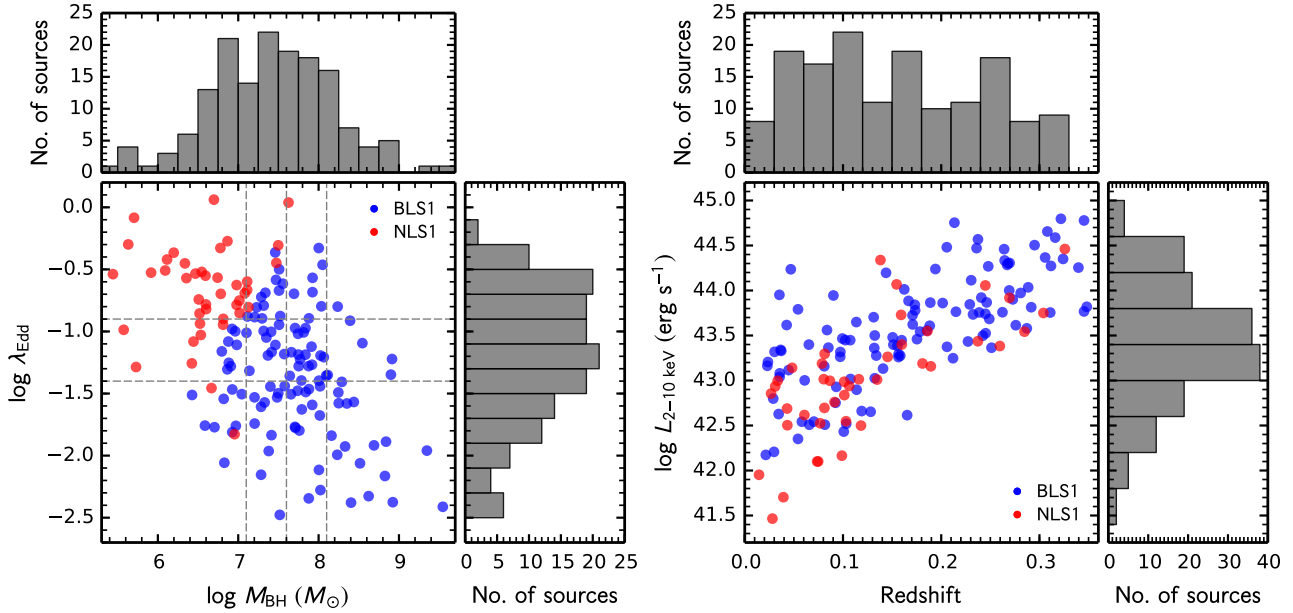 25
20
15
10
5
0
No. of sources
0.0
−0.5
−1.0
−1.5
−2.0
−2.5
log λEdd
BLS1
NLS1
6 7 8 9
log MBH (M⊙)
0 5 10 15 20 25
No. of sources
25
20
15
10
5
0
No. of sources
45.0
44.5
44.0
43.5
43.0
42.5
42.0
41.5
log L2−10 keV (erg s−1)
BLS1
NLS1
0.0 0.1 0.2 0.3
Redshift
0 10 20 30 40
No. of sources